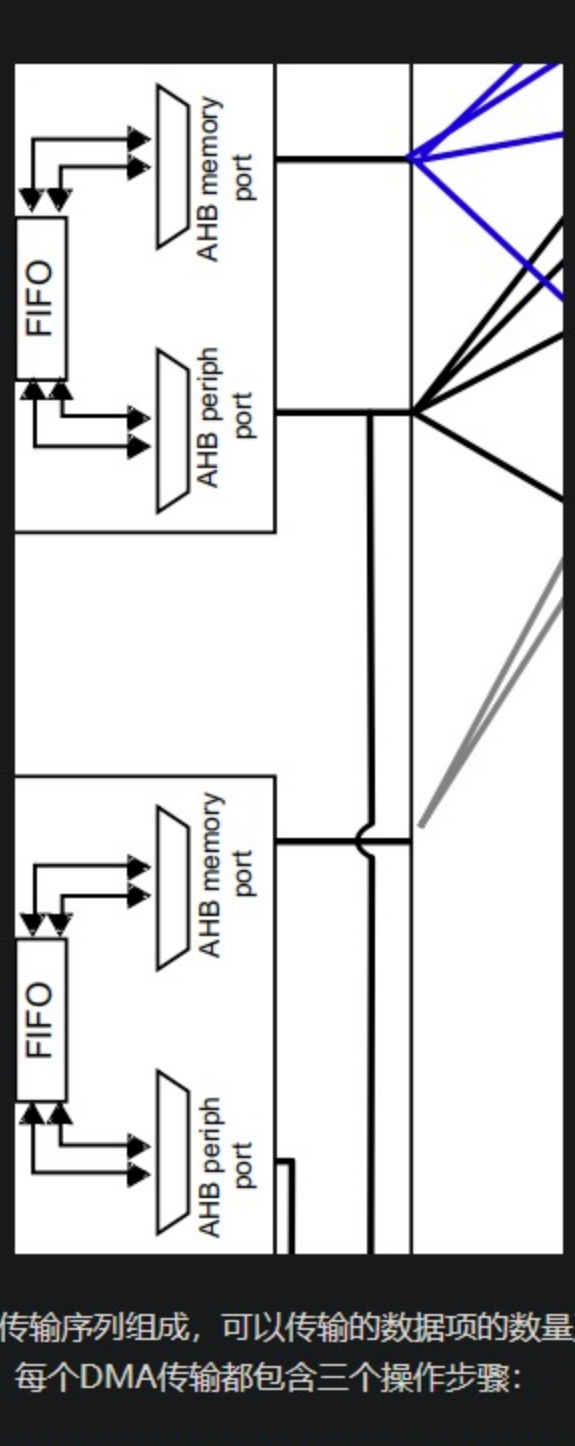 AHB memory
port
FIFO
AHB periph
port
AHB memory
port
FIFO
AHB periph
port
传输序列组成，可以传输的数据项的数量
每个DMA传输都包含三个操作步骤：